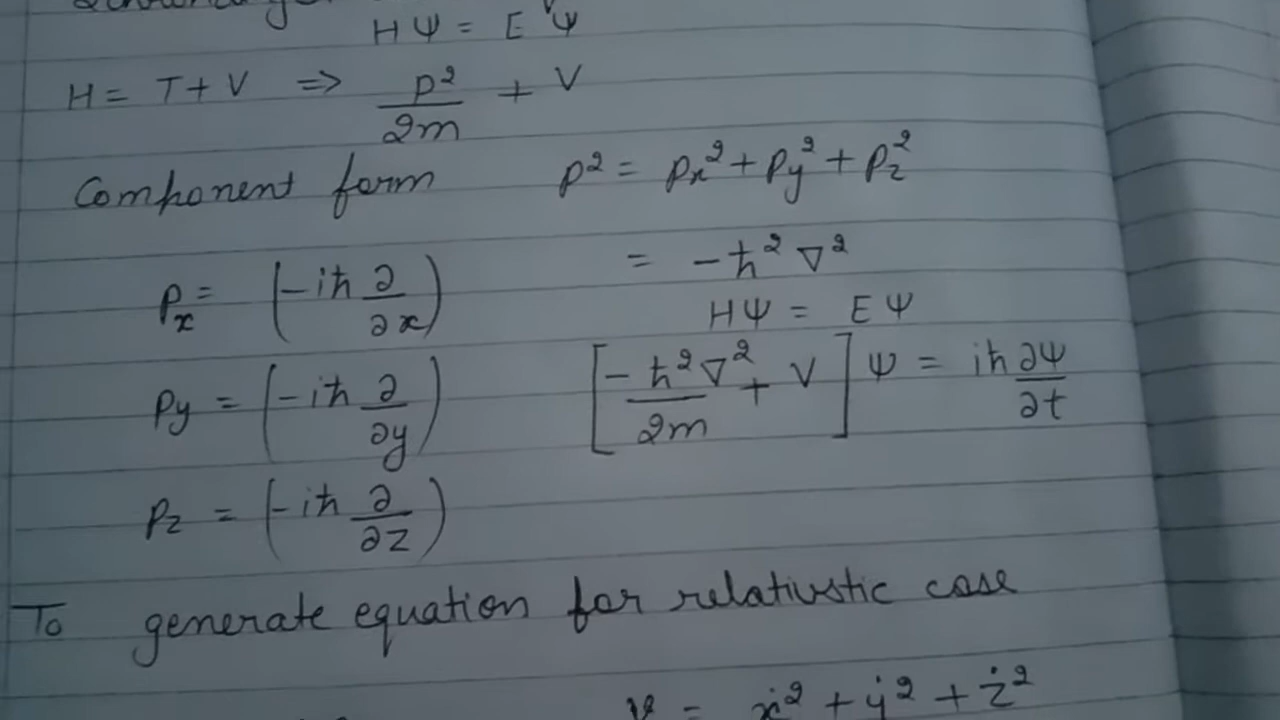 HΨ = EΨ
H = T + V ⇒ p²/2m + V
Component form p² = px² + py² + pz²
= -ħ²∇²
px = (-iħ ∂/∂x)
HΨ = EΨ
py = (-iħ ∂/∂y) [-ħ²∇²/2m + V]Ψ = iħ ∂Ψ/∂t
pz = (-iħ ∂/∂z)
To generate equation for relativstic case
v = ẋ² + ẏ² + ż²